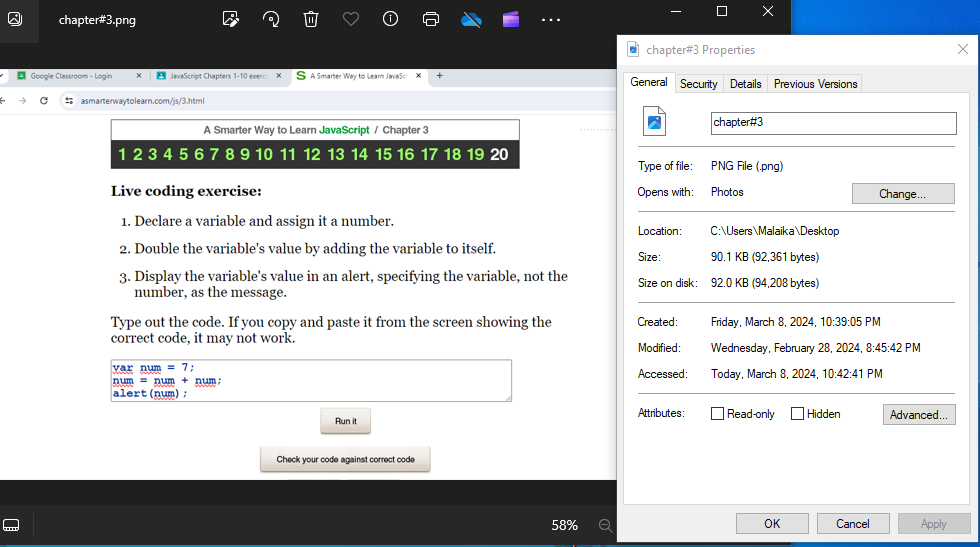 chapter#3.png
Google Classroom - Login
JavaScript Chapters 1-10 exerci
A Smarter Way to Learn JavaSc
asmarterwaytolearn.com/js/3.html
A Smarter Way to Learn JavaScript / Chapter 3
1 2 3 4 5 6 7 8 9 10 11 12 13 14 15 16 17 18 19 20
Live coding exercise:
1. Declare a variable and assign it a number.
2. Double the variable's value by adding the variable to itself.
3. Display the variable's value in an alert, specifying the variable, not the
number, as the message.
Type out the code. If you copy and paste it from the screen showing the
correct code, it may not work.
var num = 7;
num = num + num;
alert(num);
Run it
Check your code against correct code
58%
chapter#3 Properties
General Security Details Previous Versions
chapter#3
Type of file: PNG File (.png)
Opens with: Photos Change...
Location: C:\Users\Malaika\Desktop
Size: 90.1 KB (92,361 bytes)
Size on disk: 92.0 KB (94,208 bytes)
Created: Friday, March 8, 2024, 10:39:05 PM
Modified: Wednesday, February 28, 2024, 8:45:42 PM
Accessed: Today, March 8, 2024, 10:42:41 PM
Attributes: Read-only Hidden Advanced...
OK Cancel Apply